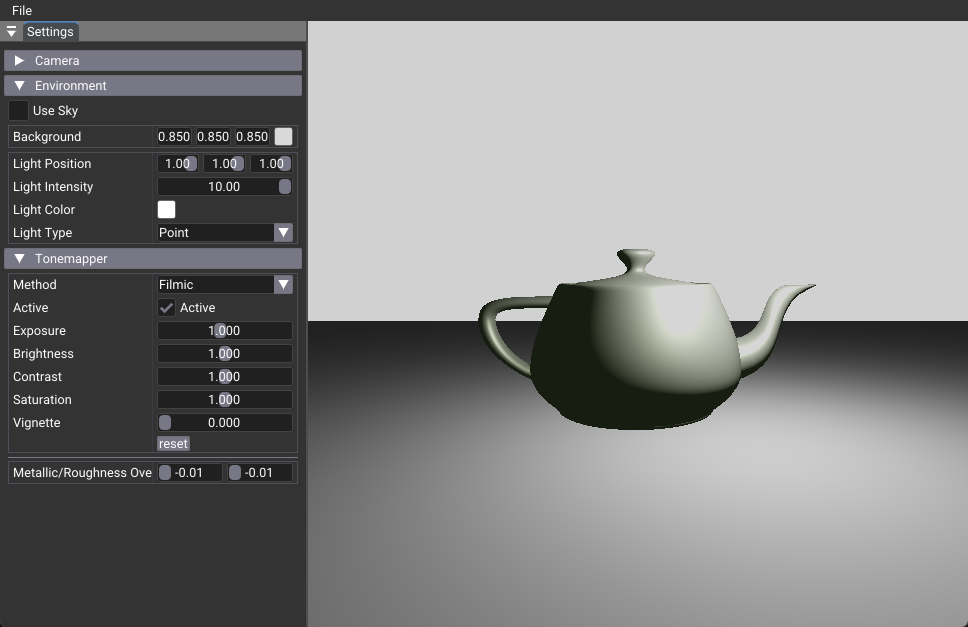 File
Settings
Camera
Environment
Use Sky
Background 0.850 0.850 0.850
Light Position 1.00 1.00 1.00
Light Intensity 10.00
Light Color
Light Type Point
Tonemapper
Method Filmic
Active Active
Exposure 1.000
Brightness 1.000
Contrast 1.000
Saturation 1.000
Vignette 0.000
reset
Metallic/Roughness Ove -0.01 -0.01